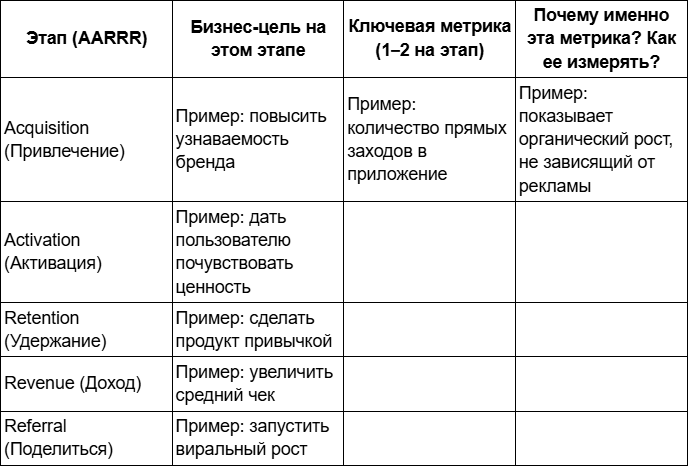 Этап (AARRR)
Бизнес-цель на
этом этапе
Ключевая метрика
(1–2 на этап)
Почему именно
эта метрика? Как
ее измерять?
Acquisition
(Привлечение)
Пример: повысить
узнаваемость
бренда
Пример:
количество прямых
заходов в
приложение
Пример:
показывает
органический рост,
не зависящий от
рекламы
Activation
(Активация)
Пример: дать
пользователю
почувствовать
ценность
Retention
(Удержание)
Пример: сделать
продукт привычкой
Revenue (Доход)
Пример: увеличить
средний чек
Referral
(Поделиться)
Пример: запустить
виральный рост